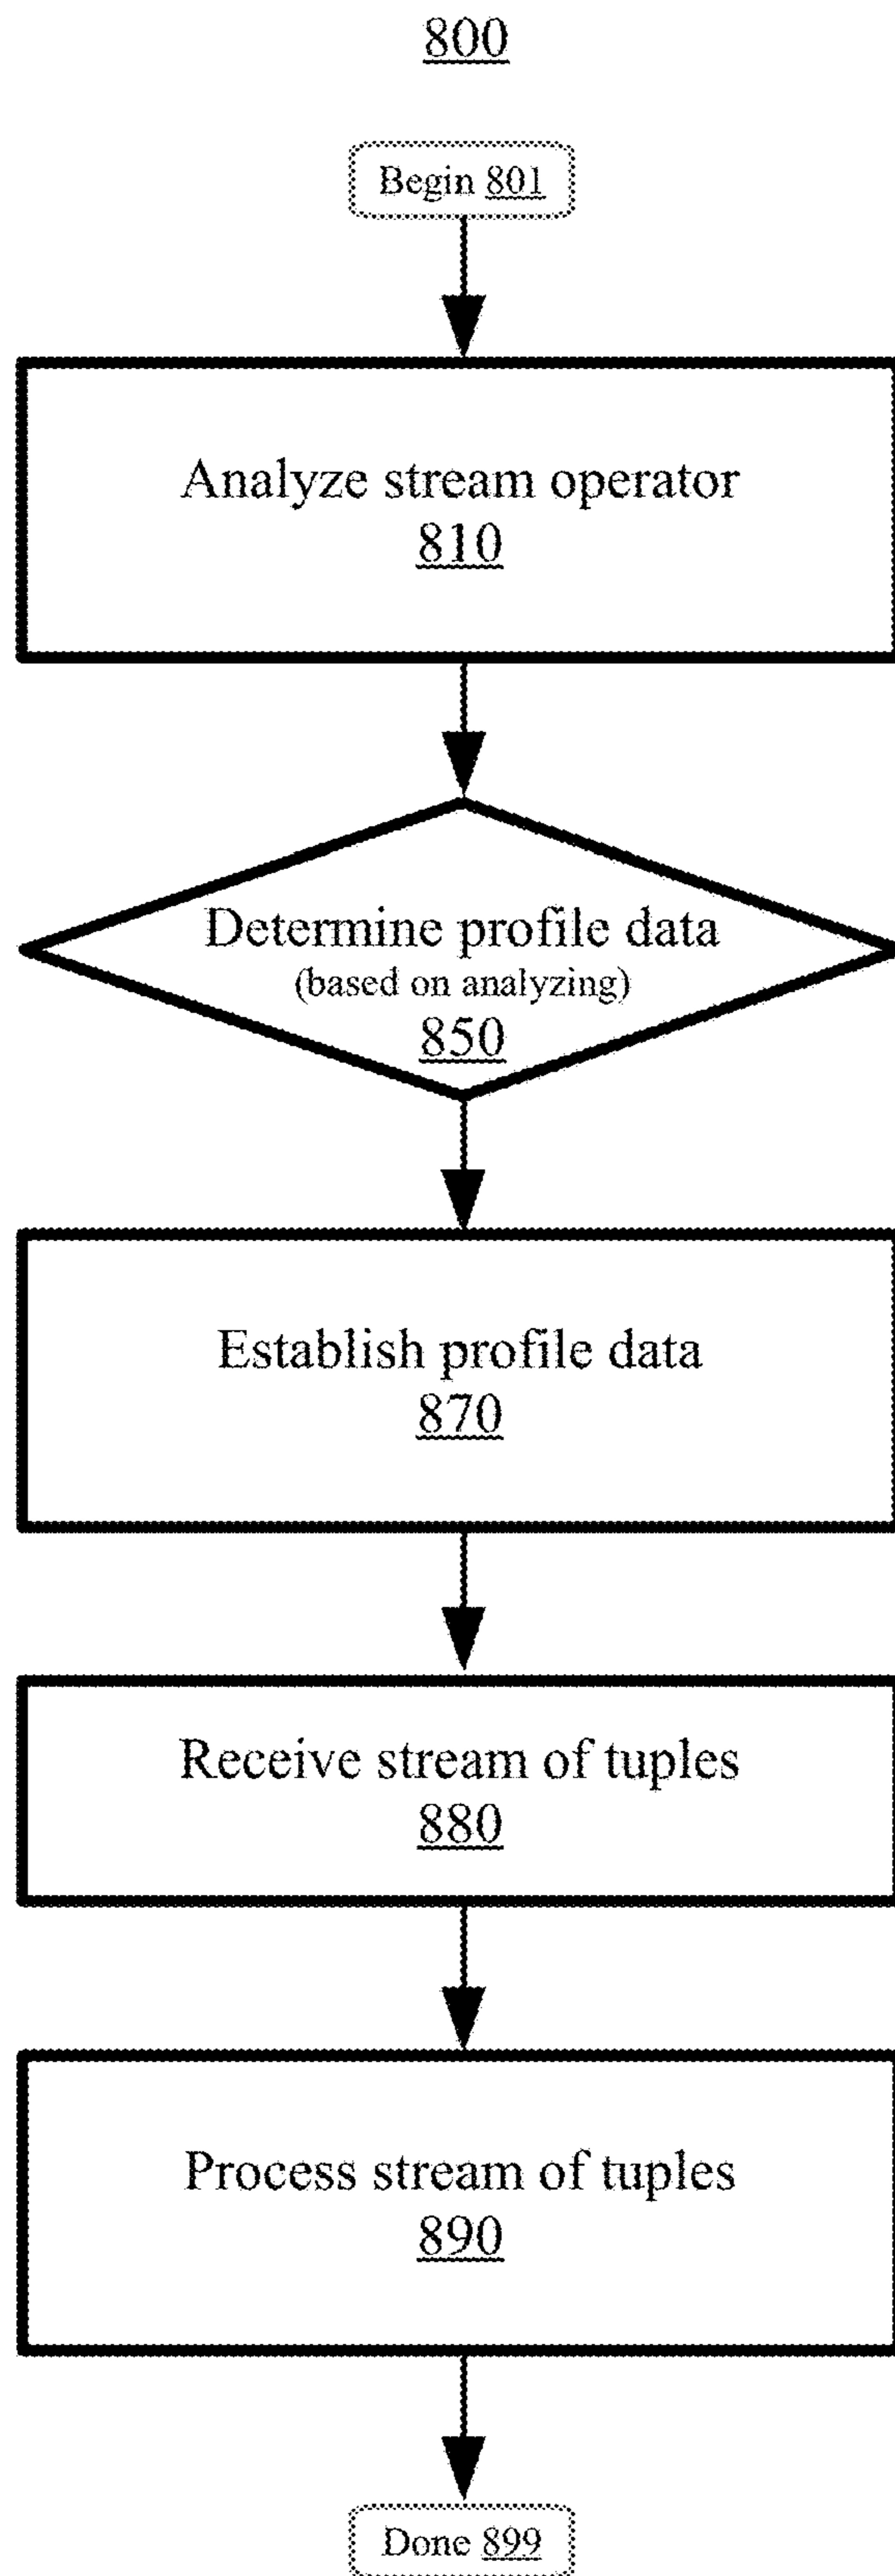 800
Begin 801
Analyze stream operator
810
Determine profile data
(based on analyzing)
850
Establish profile data
870
Receive stream of tuples
880
Process stream of tuples
890
Done 899